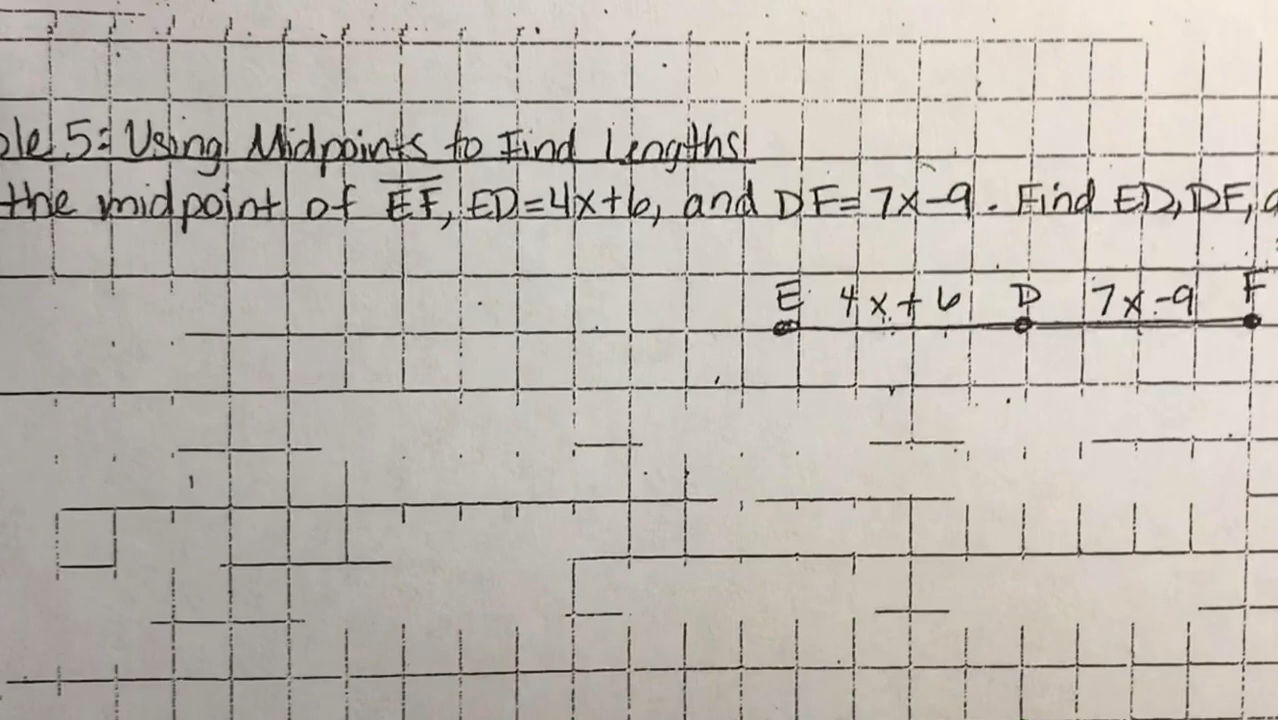 ple 5: Using Midpoints to Find Lengths
the midpoint of EF, ED=4x+6, and DF=7x-9. Find ED, DF, a
E 4x+6 D 7x-9 F